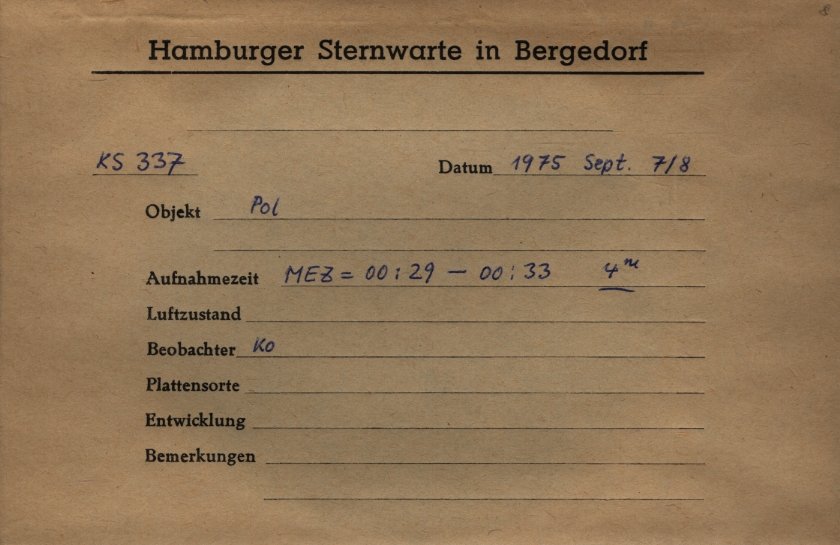 Hamburger Sternwarte in Bergedorf
KS 337 Datum 1975 Sept. 7/8
Objekt Pol
Aufnahmezeit MEZ = 00:29 — 00:33 4ᵐ
Luftzustand
Beobachter Ko
Plattensorte
Entwicklung
Bemerkungen